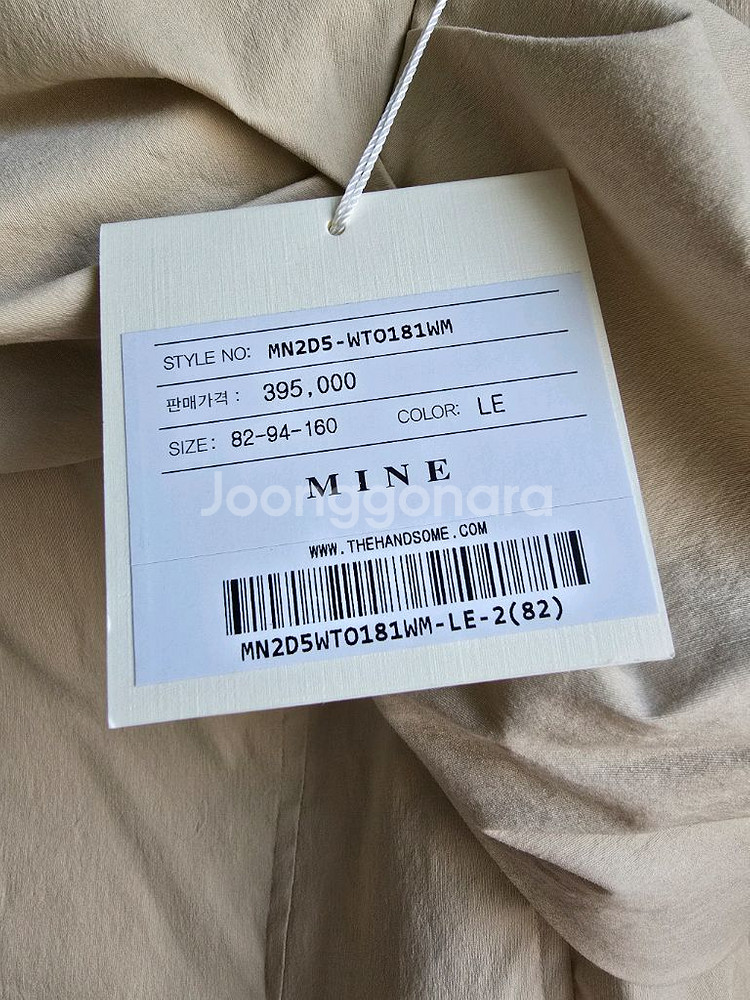 STYLE NO: MN2D5-WTO181WM
판매가격 : 395,000
SIZE: 82-94-160 COLOR: LE
MINE
Joonggonara
WWW.THEHANDSOME.COM
MN2D5WTO181WM-LE-2(82)